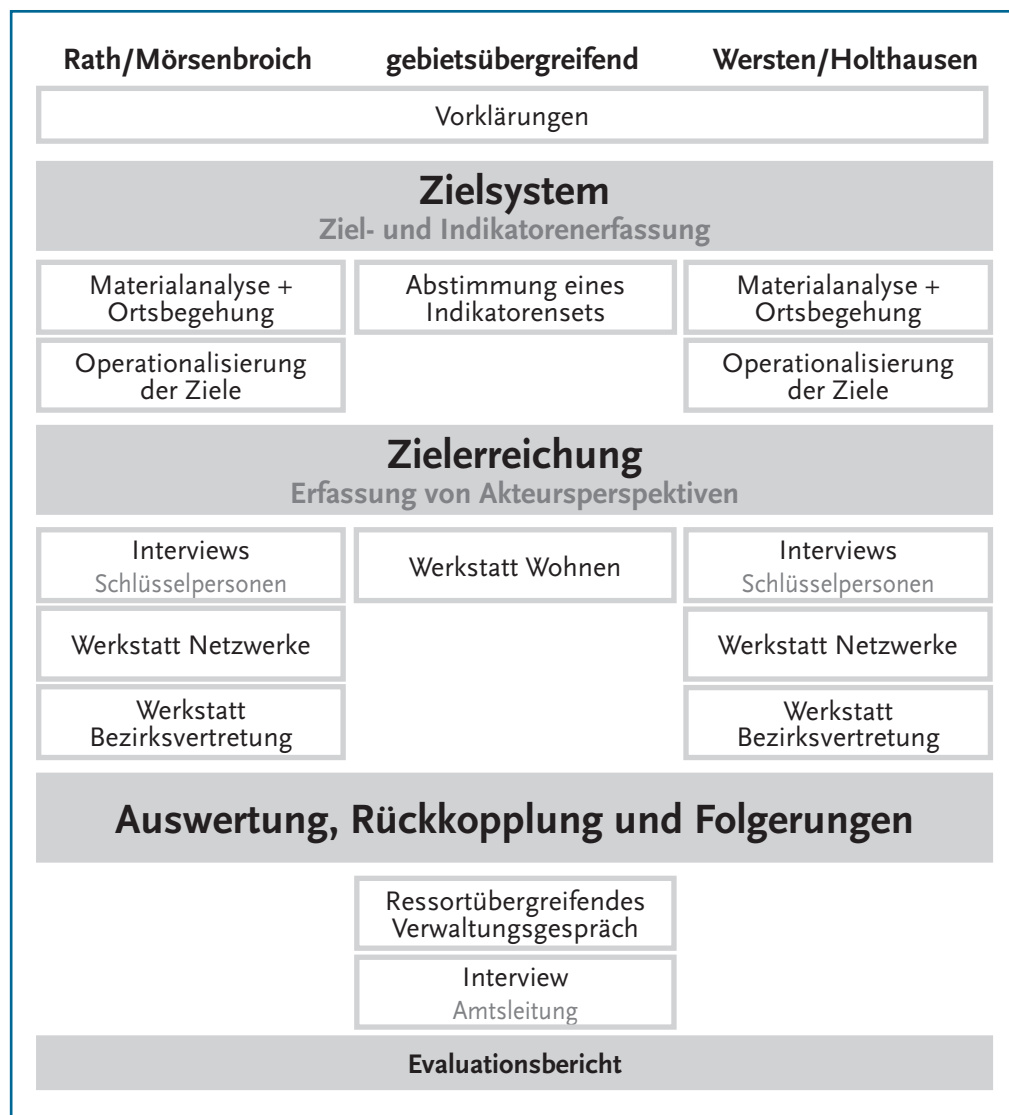 Rath/Mörsenbroich gebietsübergreifend Wersten/Holthausen
Vorklärungen
Zielsystem
Ziel- und Indikatorenerfassung
Materialanalyse +
Ortsbegehung
Abstimmung eines
Indikatorensets
Materialanalyse +
Ortsbegehung
Operationalisierung
der Ziele
Operationalisierung
der Ziele
Zielerreichung
Erfassung von Akteursperspektiven
Interviews
Schlüsselpersonen
Werkstatt Wohnen
Interviews
Schlüsselpersonen
Werkstatt Netzwerke
Werkstatt Netzwerke
Werkstatt
Bezirksvertretung
Werkstatt
Bezirksvertretung
Auswertung, Rückkopplung und Folgerungen
Ressortübergreifendes
Verwaltungsgespräch
Interview
Amtsleitung
Evaluationsbericht